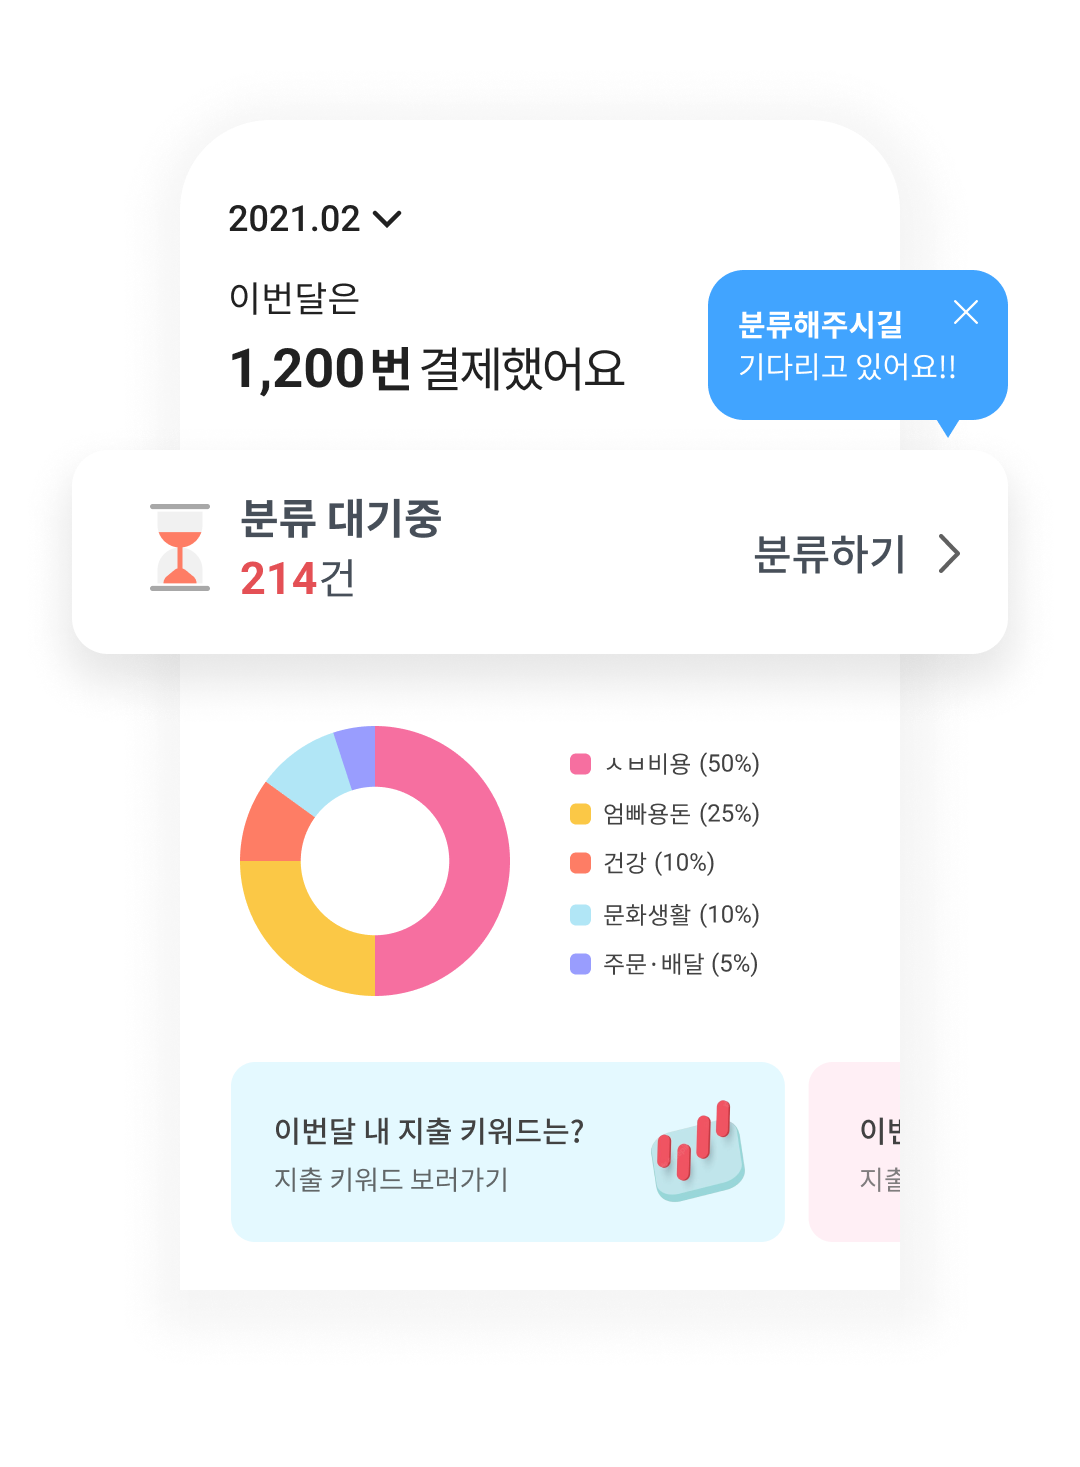 2021.02
이번달은
1,200번 결제했어요
분류해주시길
기다리고 있어요!!
분류 대기중
214건
분류하기
ㅅㅂ비용 (50%)
엄빠용돈 (25%)
건강 (10%)
문화생활 (10%)
주문·배달 (5%)
이번달 내 지출 키워드는?
지출 키워드 보러가기
이번
지출